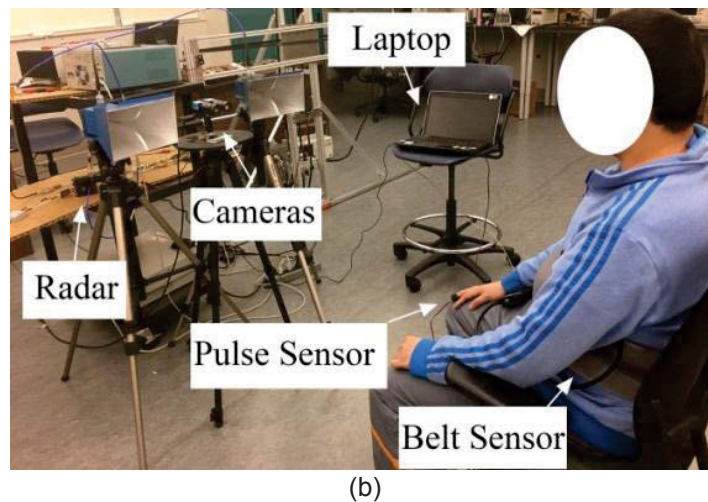 Laptop
Cameras
Radar
Pulse Sensor
Belt Sensor
(b)